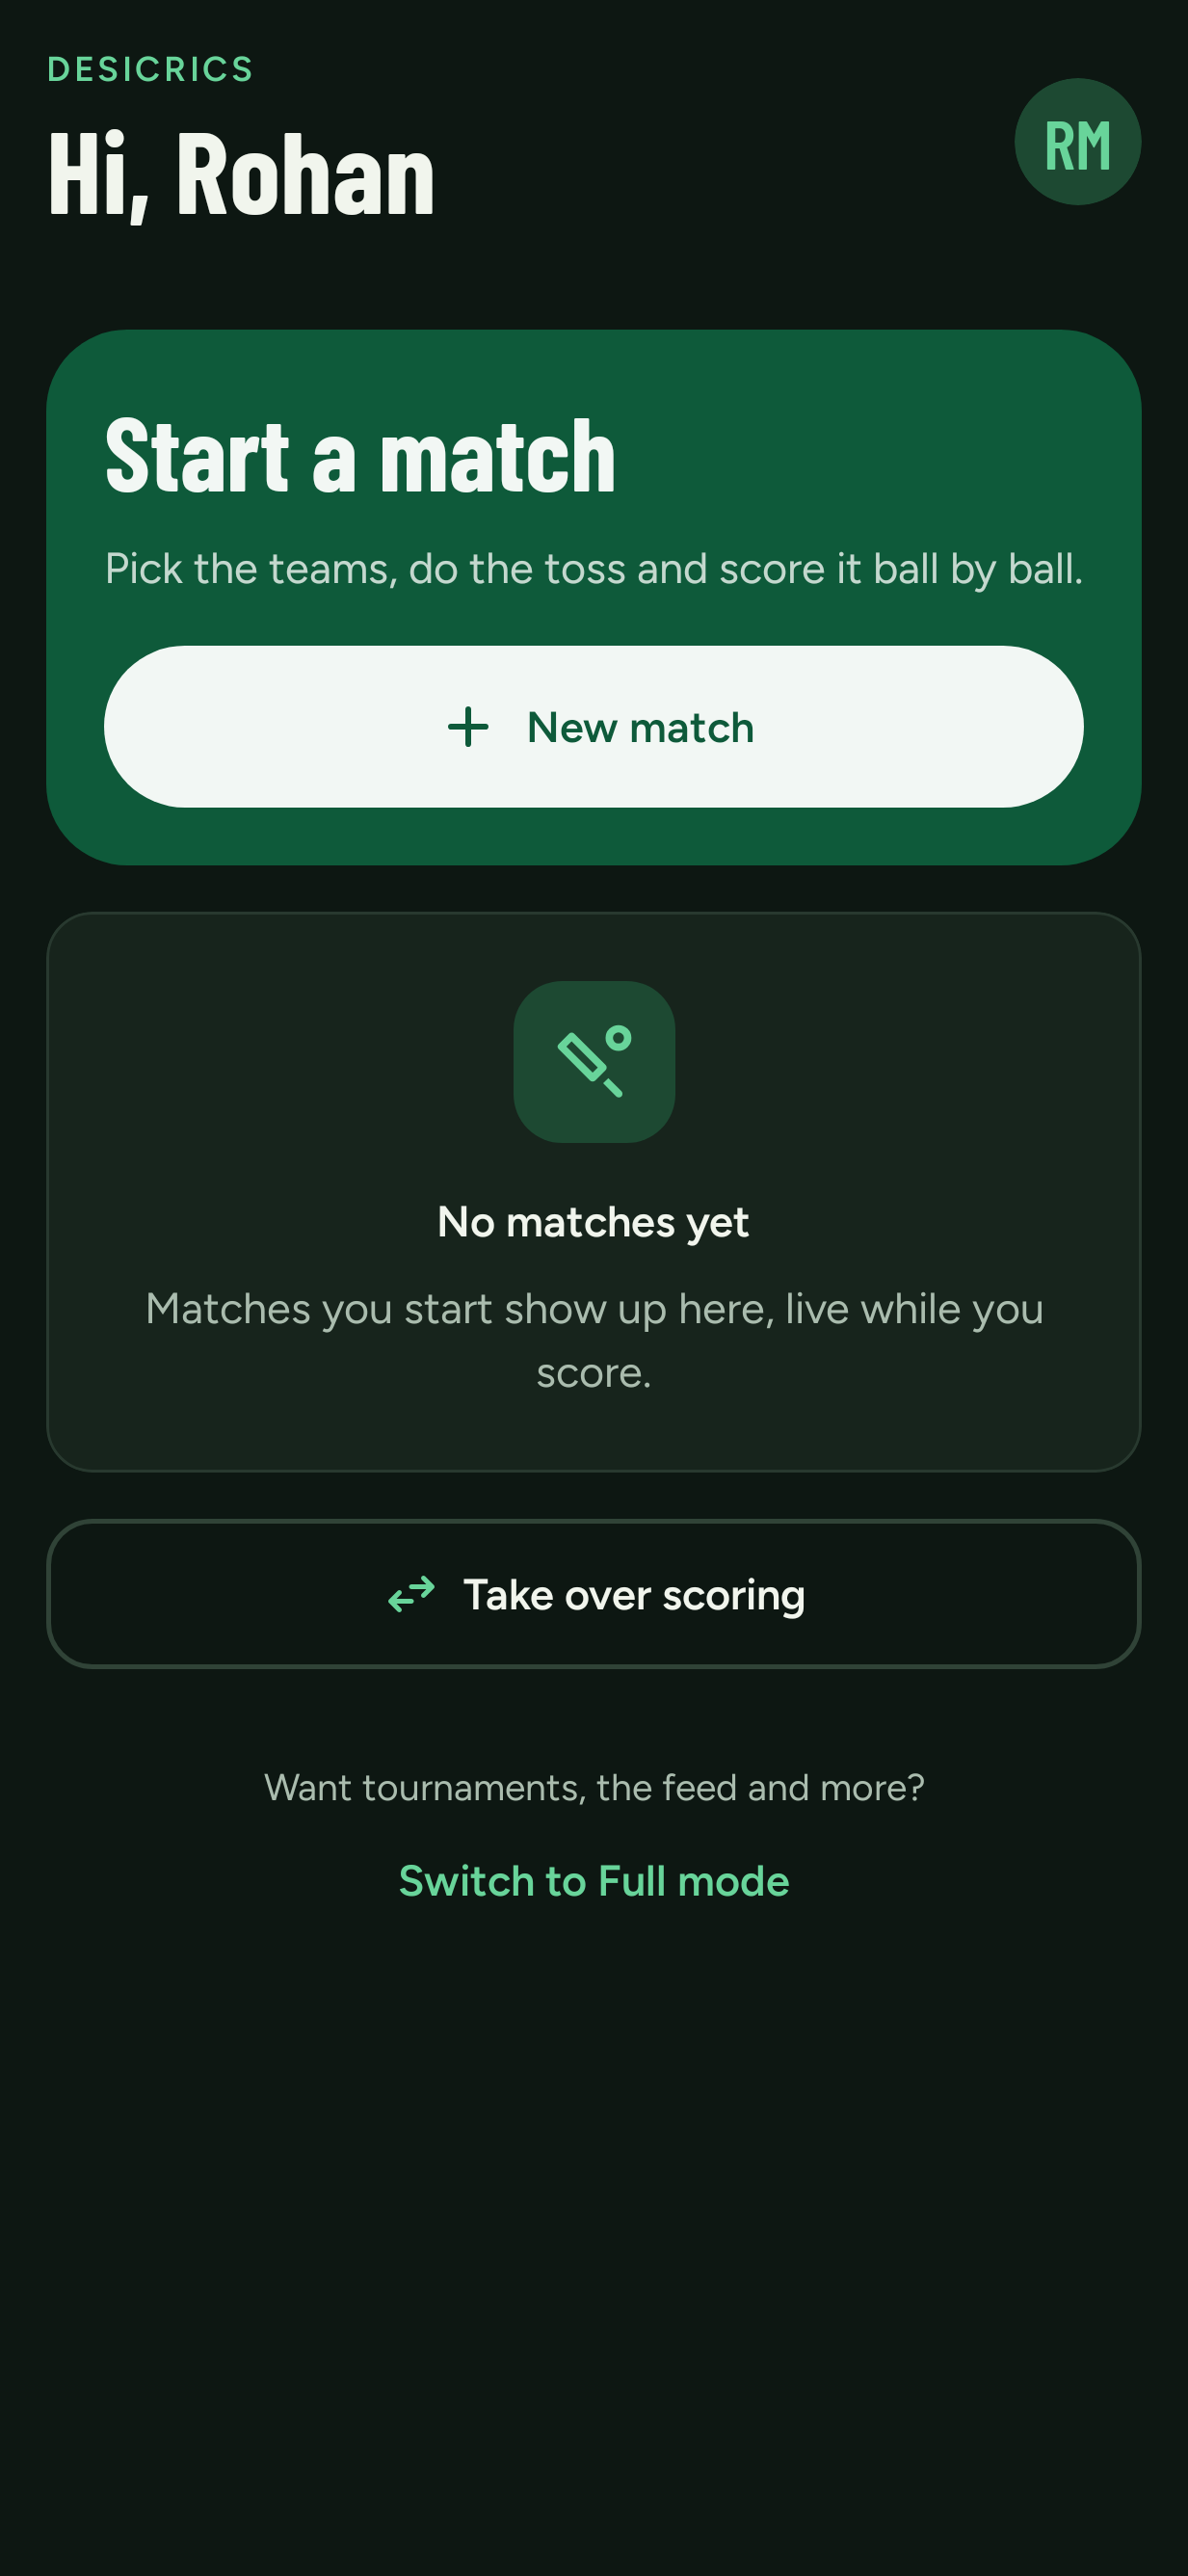 DESICRICS
Hi, Rohan
RM
Start a match
Pick the teams, do the toss and score it ball by ball.
New match
No matches yet
Matches you start show up here, live while you
score.
Take over scoring
Want tournaments, the feed and more?
Switch to Full mode